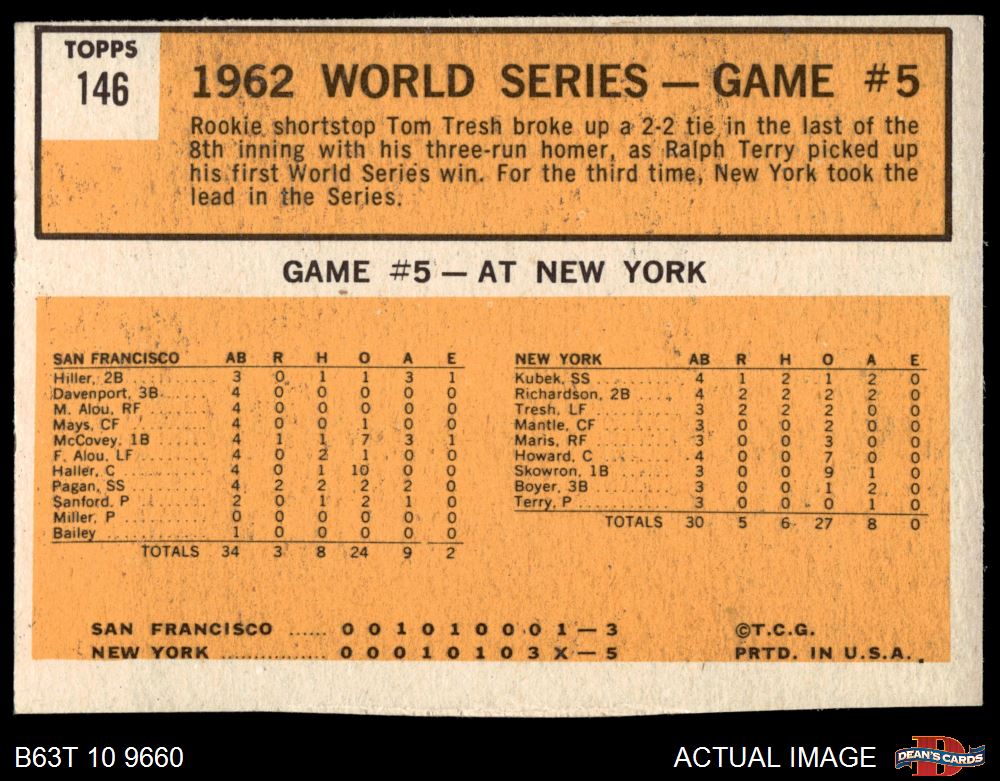 TOPPS
146
1962 WORLD SERIES — GAME #5
Rookie shortstop Tom Tresh broke up a 2-2 tie in the last of the
8th inning with his three-run homer, as Ralph Terry picked up
his first World Series win. For the third time, New York took the
lead in the Series.
GAME #5 — AT NEW YORK
SAN FRANCISCO AB R H O A E
Hiller, 2B 3 0 1 1 3 1
Davenport, 3B 4 0 0 0 0 0
M. Alou, RF 4 0 0 0 0 0
Mays, CF 4 0 0 1 0 0
McCovey, 1B 4 1 1 7 3 1
F. Alou, LF 4 0 2 1 0 0
Haller, C 4 0 1 10 0 0
Pagan, SS 4 2 2 2 2 0
Sanford, P 2 0 1 2 1 0
Miller, P 0 0 0 0 0 0
Bailey 1 0 0 0 0 0
TOTALS 34 3 8 24 9 2
NEW YORK AB R H O A E
Kubek, SS 4 1 2 1 2 0
Richardson, 2B 4 2 2 2 2 0
Tresh, LF 3 2 2 2 0 0
Mantle, CF 3 0 0 2 0 0
Maris, RF 3 0 0 3 0 0
Howard, C 4 0 0 7 0 0
Skowron, 1B 3 0 0 9 1 0
Boyer, 3B 3 0 0 1 2 0
Terry, P 3 0 0 0 1 0
TOTALS 30 5 6 27 8 0
SAN FRANCISCO ...... 0 0 1 0 1 0 0 0 1 — 3
NEW YORK .............. 0 0 0 1 0 1 0 3 X — 5
©T.C.G.
PRTD. IN U.S.A.
B63T 10 9660
ACTUAL IMAGE
D
DEAN'S CARDS